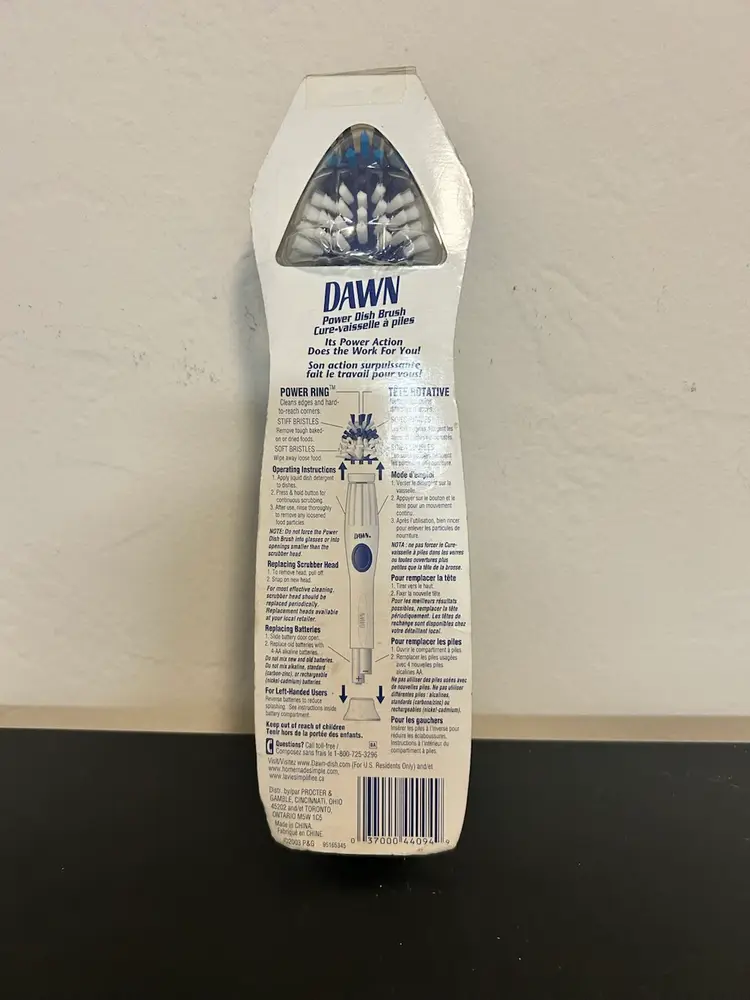 DAWN
Power Dish Brush
Cure-vaisselle à piles
Its Power Action
Does the Work For You!
Son action surpuissante
fait le travail pour vous!
POWER RING™
Cleans edges and hard-
to-reach corners.
STIFF BRISTLES
Remove tough baked-
on or dried foods.
SOFT BRISTLES
Wipe away loose food.
Operating Instructions
1. Apply liquid dish detergent
to dishes.
2. Press & hold button for
continuous scrubbing.
3. After use, rinse thoroughly
to remove any loosened
food particles.
NOTE: Do not force the Power
Dish Brush into glasses or into
openings smaller than the
scrubber head.
Replacing Scrubber Head
1. To remove head, pull off.
2. Snap on new head.
For most effective cleaning,
scrubber head should be
replaced periodically.
Replacement heads available
at your local retailer.
Replacing Batteries
1. Slide battery door open.
2. Replace old batteries with
4-AA alkaline batteries.
Do not mix new and old batteries.
Do not mix alkaline, standard
(carbon-zinc), or rechargeable
(nickel-cadmium) batteries.
For Left-Handed Users
Reverse batteries to reduce
splashing. See instructions inside
battery compartment.
TÊTE ROTATIVE
Mode d'emploi
1. Verser le détergent sur la
vaisselle.
2. Appuyer sur le bouton et le
tenir pour un mouvement
continu.
3. Après l'utilisation, bien rincer
pour enlever les particules de
nourriture.
NOTA : ne pas forcer le Cure-
vaisselle à piles dans les verres
ou toutes ouvertures plus
petites que la tête de la brosse.
Pour remplacer la tête
1. Tirer vers le haut.
2. Fixer la nouvelle tête.
Pour les meilleurs résultats
possibles, remplacer la tête
périodiquement. Les têtes de
rechange sont disponibles chez
votre détaillant local.
Pour remplacer les piles
1. Ouvrir le compartiment à piles.
2. Remplacer les piles usagées
avec 4 nouvelles piles
alcalines AA.
Ne pas utiliser des piles usées avec
de nouvelles piles. Ne pas utiliser
différentes piles : alcalines,
standards (carbone/zinc) ou
rechargeables (nickel-cadmium).
Pour les gauchers
Insérer les piles à l'inverse pour
réduire les éclaboussures.
Instructions à l'intérieur du
compartiment à piles.
DAWN
Keep out of reach of children
Tenir hors de la portée des enfants.
Questions? Call toll-free /
Composez sans frais le 1-800-725-3296
Visit/Visitez www.Dawn-dish.com (For U.S. Residents Only) and/et
www.homemadesimple.com,
www.laviesimplifiee.ca
Distr. by/par PROCTER &
GAMBLE, CINCINNATI, OHIO
45202 and/et TORONTO,
ONTARIO M5W 1C5
Made in CHINA
Fabriqué en CHINE
©2003 P&G 95165345
0 37000 44094 9